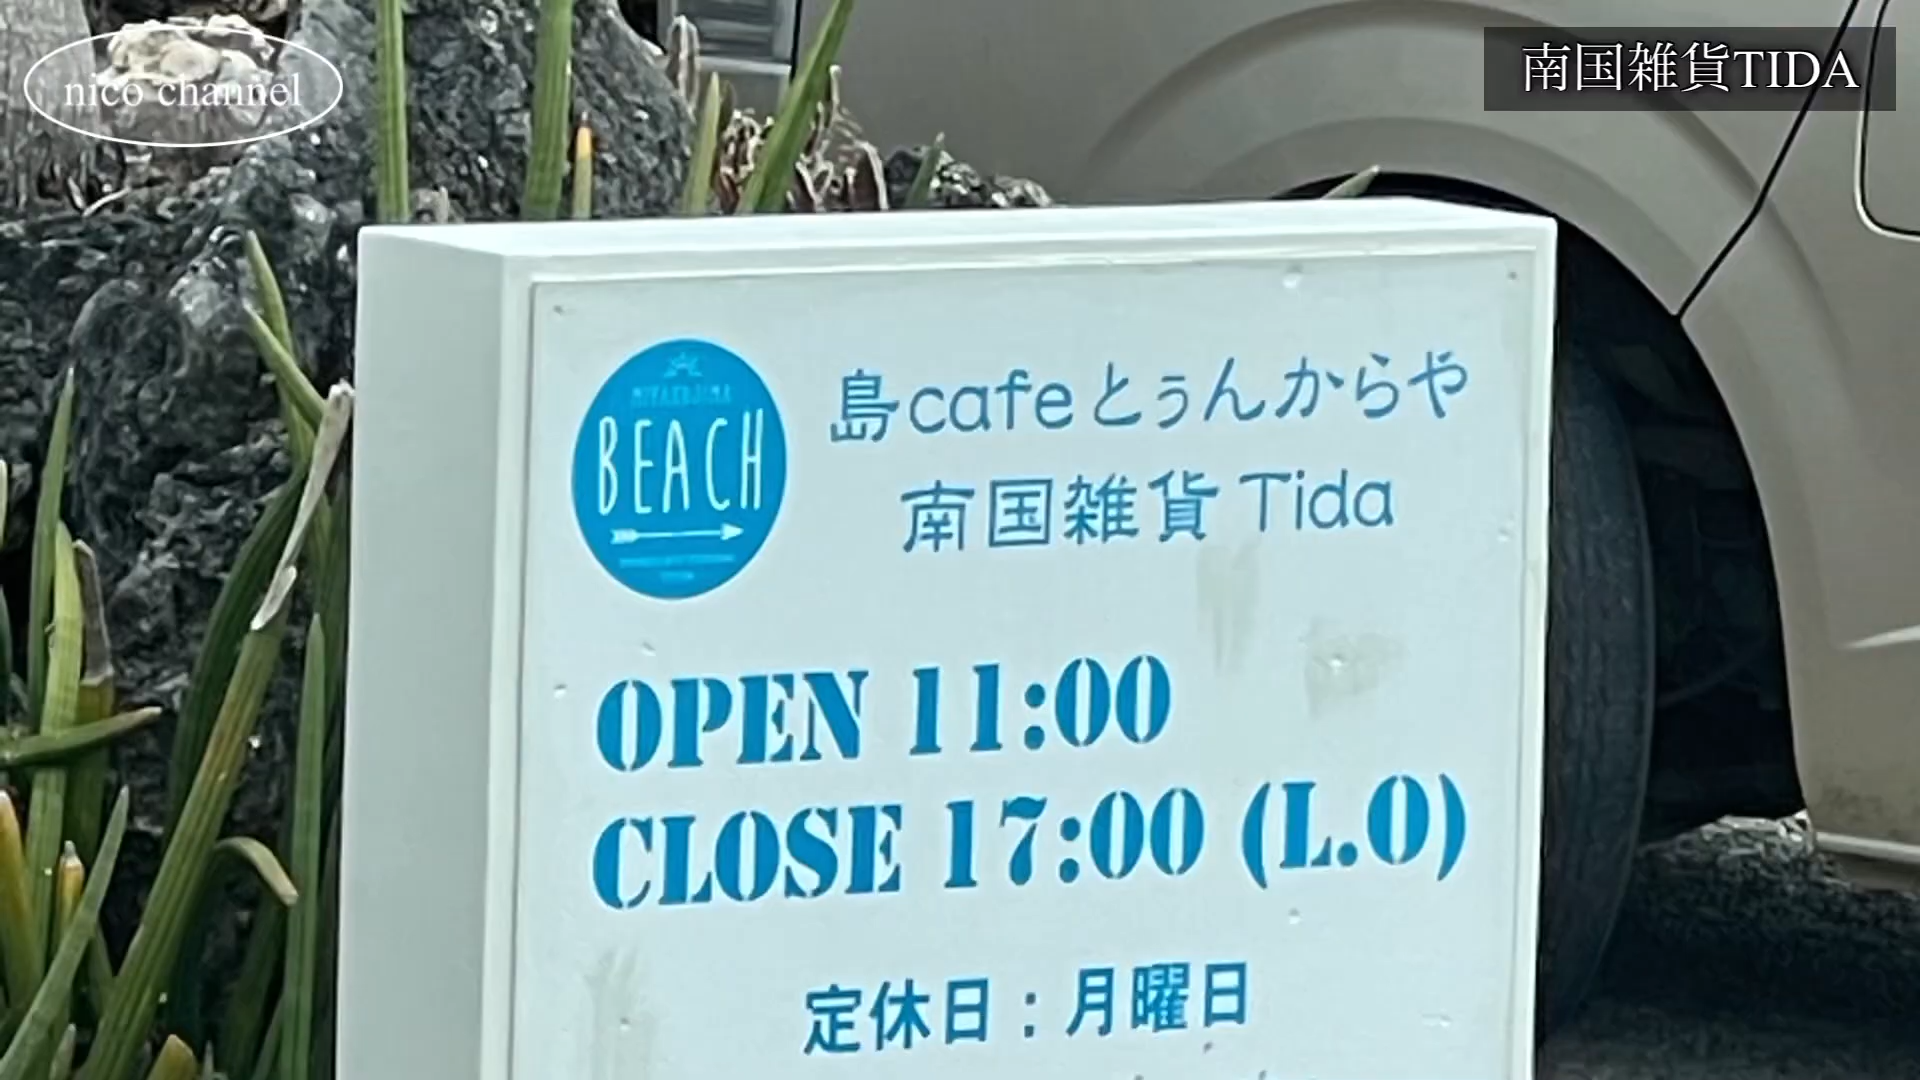 nico channel
南国雑貨TIDA
MIYAKOJIMA
BEACH
島cafeとぅんからや
南国雑貨 Tida
OPEN 11:00
CLOSE 17:00 (L.O)
定休日：月曜日